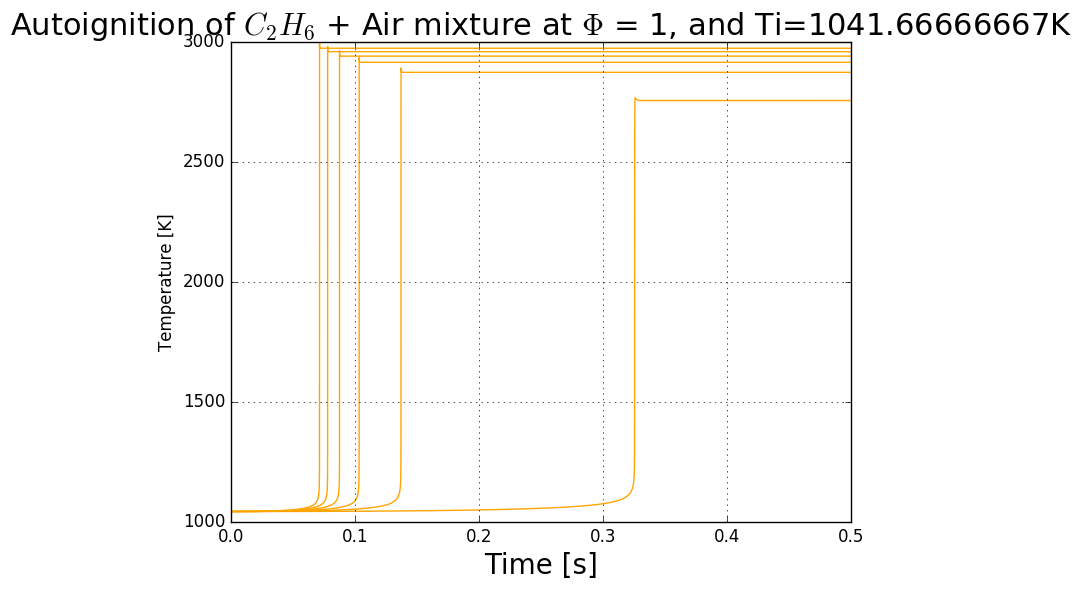 Autoignition of C₂H₆ + Air mixture at Φ = 1, and Ti=1041.66666667K
3000
2500
2000
1500
1000
Temperature [K]
0.0 0.1 0.2 0.3 0.4 0.5
Time [s]